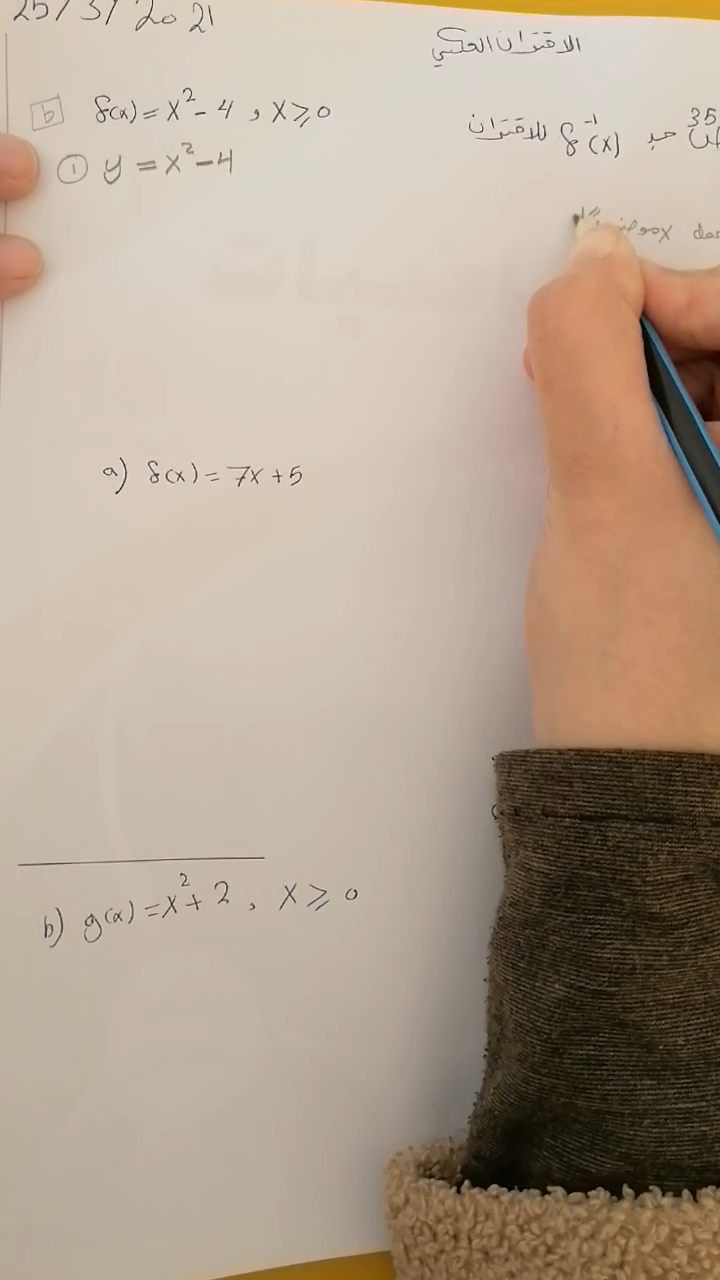 25/3/2021
الاقتران العكسي
35 جد f⁻¹(x) للاقتران
b f(x) = x² - 4 , x ≥ 0
① y = x² - 4
a) f(x) = 7x + 5
b) g(x) = x² + 2 , x ≥ 0